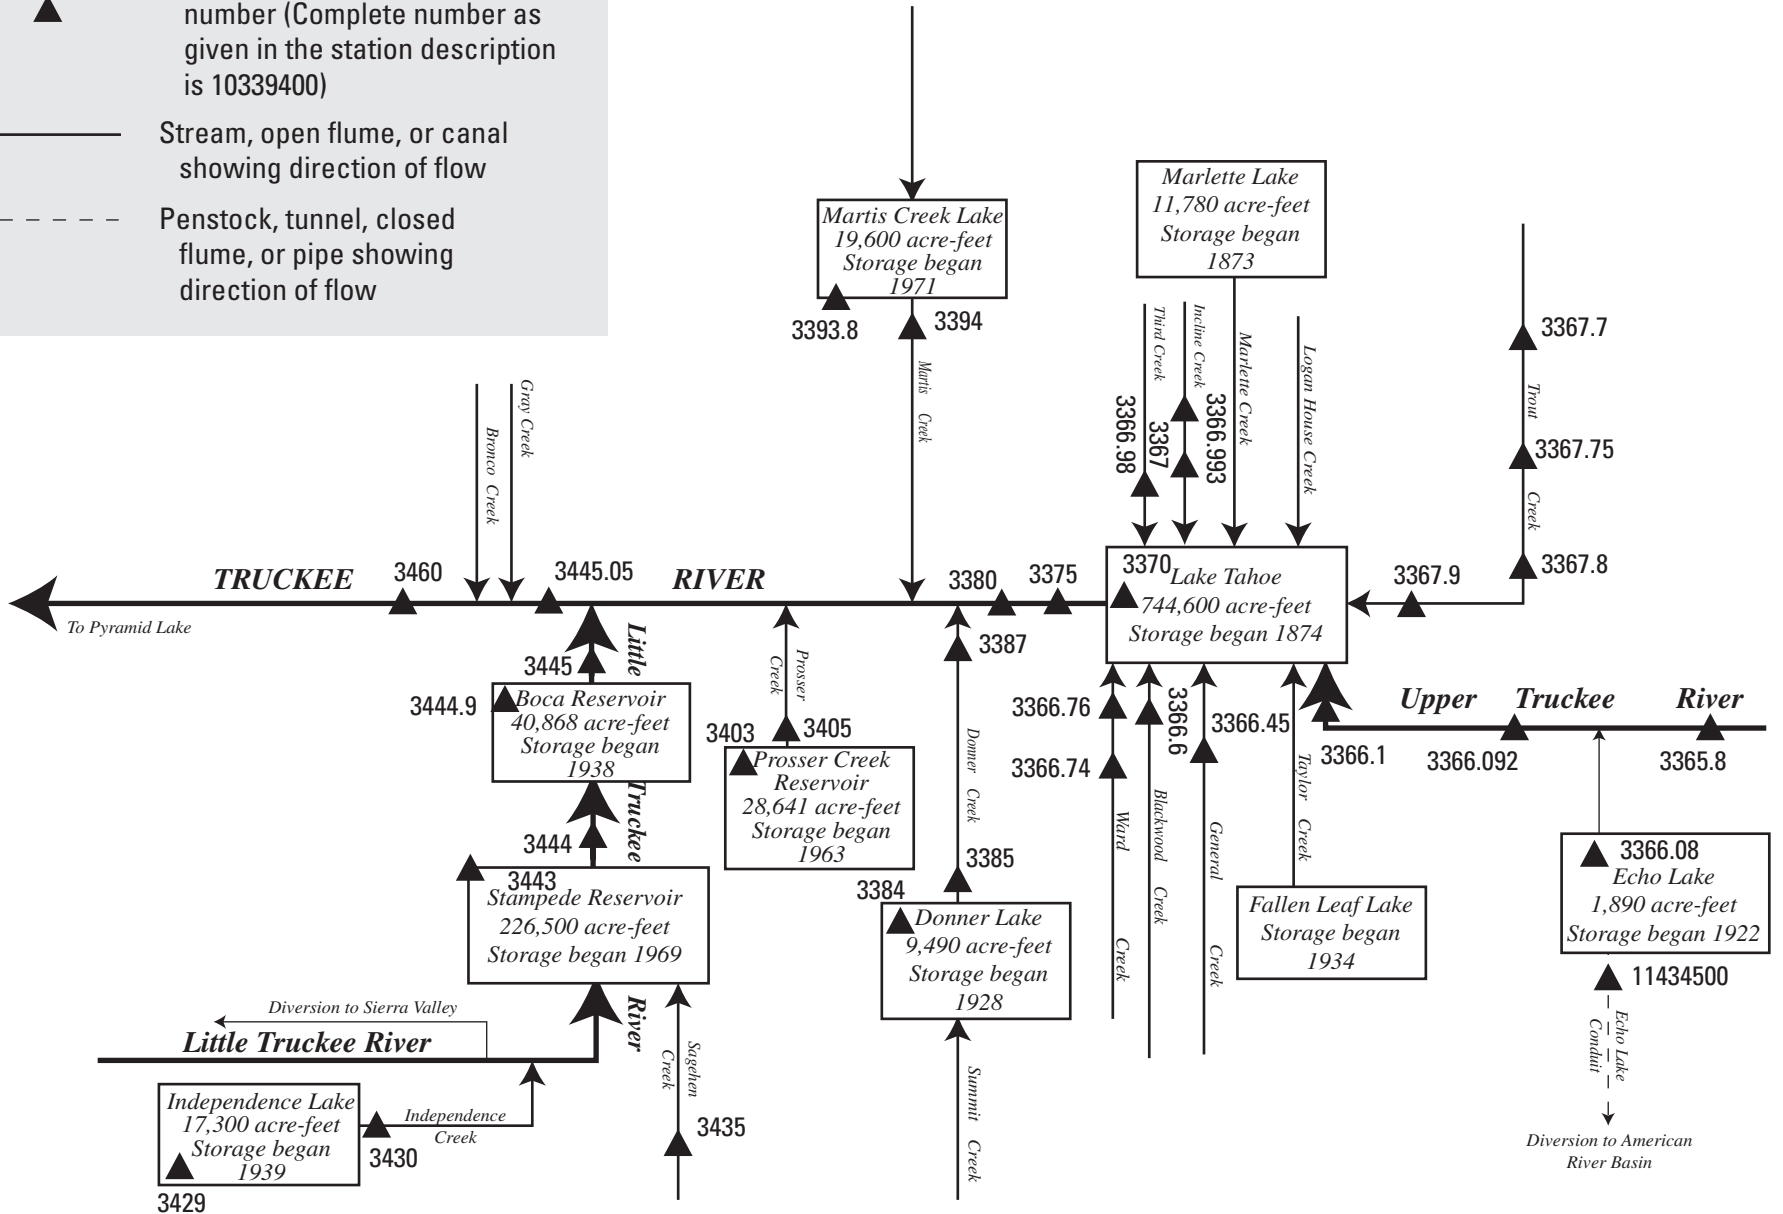 number (Complete number as
given in the station description
is 10339400)
Stream, open flume, or canal
showing direction of flow
Penstock, tunnel, closed
flume, or pipe showing
direction of flow
Martis Creek Lake
19,600 acre-feet
Storage began
1971
3393.8
3394
Martis Creek
Marlette Lake
11,780 acre-feet
Storage began
1873
Third Creek
Incline Creek
Marlette Creek
Logan House Creek
3366.98
3367
3366.993
3367.7
Trout Creek
3367.75
3367.8
3367.9
Gray Creek
Bronco Creek
TRUCKEE RIVER
3460
3445.05
3380
3375
To Pyramid Lake
3370
Lake Tahoe
744,600 acre-feet
Storage began 1874
Little Truckee River
3445
3444.9
Boca Reservoir
40,868 acre-feet
Storage began
1938
3444
3443
Stampede Reservoir
226,500 acre-feet
Storage began 1969
Prosser
Creek
3403
3405
Prosser Creek
Reservoir
28,641 acre-feet
Storage began
1963
3387
Donner Creek
3385
3384
Donner Lake
9,490 acre-feet
Storage began
1928
Summit Creek
3366.76
3366.74
Ward Creek
3366.6
Blackwood Creek
3366.45
General Creek
Taylor Creek
Fallen Leaf Lake
Storage began
1934
Upper Truckee River
3366.1
3366.092
3365.8
3366.08
Echo Lake
1,890 acre-feet
Storage began 1922
11434500
Echo Lake
Conduit
Diversion to American
River Basin
Diversion to Sierra Valley
Little Truckee River
Independence Lake
17,300 acre-feet
Storage began
1939
3429
3430
Independence
Creek
Sagehen
Creek
3435